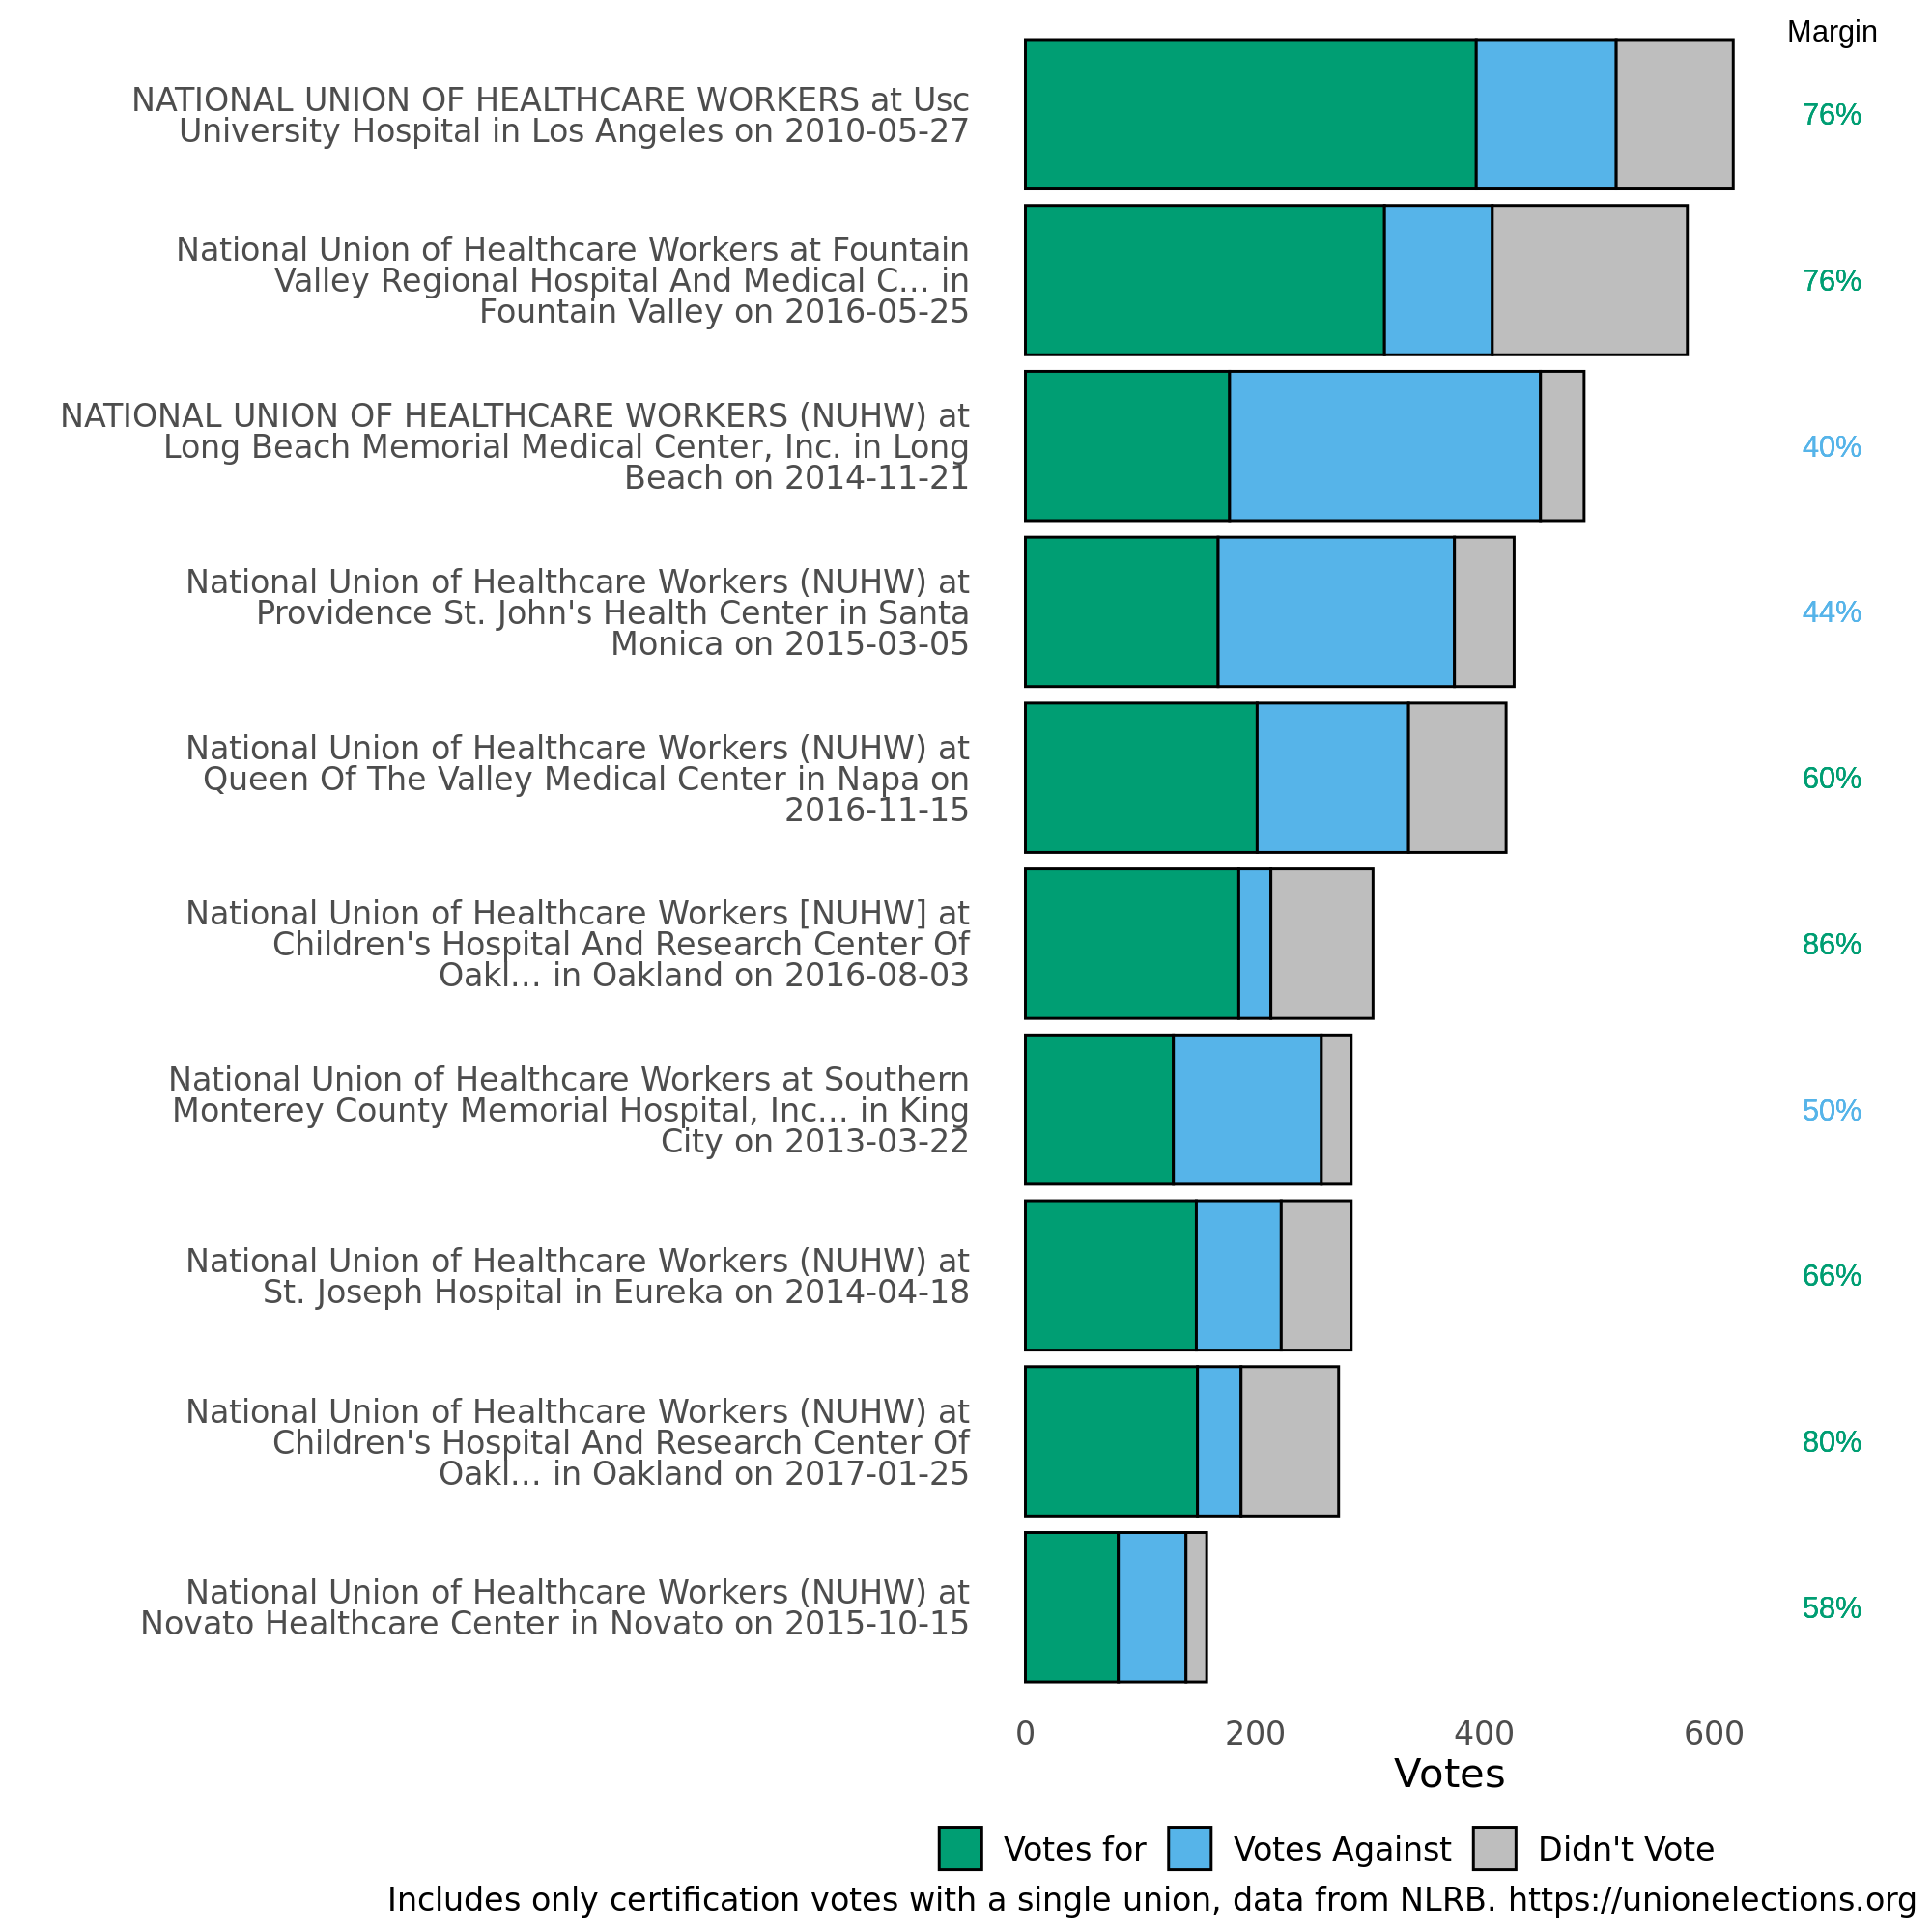 Margin
NATIONAL UNION OF HEALTHCARE WORKERS at Usc
University Hospital in Los Angeles on 2010-05-27
76%
National Union of Healthcare Workers at Fountain
Valley Regional Hospital And Medical C... in
Fountain Valley on 2016-05-25
76%
NATIONAL UNION OF HEALTHCARE WORKERS (NUHW) at
Long Beach Memorial Medical Center, Inc. in Long
Beach on 2014-11-21
40%
National Union of Healthcare Workers (NUHW) at
Providence St. John's Health Center in Santa
Monica on 2015-03-05
44%
National Union of Healthcare Workers (NUHW) at
Queen Of The Valley Medical Center in Napa on
2016-11-15
60%
National Union of Healthcare Workers [NUHW] at
Children's Hospital And Research Center Of
Oakl... in Oakland on 2016-08-03
86%
National Union of Healthcare Workers at Southern
Monterey County Memorial Hospital, Inc... in King
City on 2013-03-22
50%
National Union of Healthcare Workers (NUHW) at
St. Joseph Hospital in Eureka on 2014-04-18
66%
National Union of Healthcare Workers (NUHW) at
Children's Hospital And Research Center Of
Oakl... in Oakland on 2017-01-25
80%
National Union of Healthcare Workers (NUHW) at
Novato Healthcare Center in Novato on 2015-10-15
58%
0 200 400 600
Votes
Votes for Votes Against Didn't Vote
Includes only certification votes with a single union, data from NLRB. https://unionelections.org